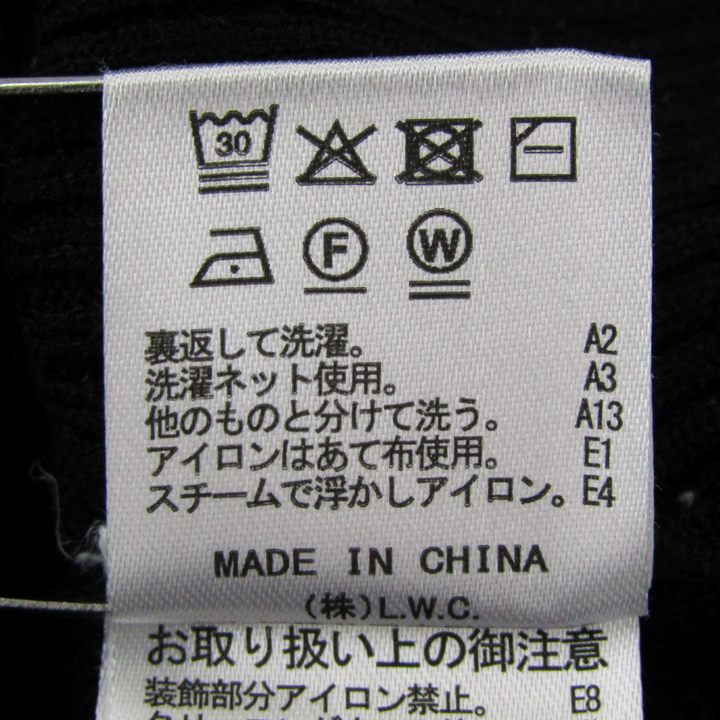 30
F W
裏返して洗濯。 A2
洗濯ネット使用。 A3
他のものと分けて洗う。 A13
アイロンはあて布使用。 E1
スチームで浮かしアイロン。 E4
MADE IN CHINA
(株)L.W.C.
お取り扱い上の御注意
装飾部分アイロン禁止。 E8